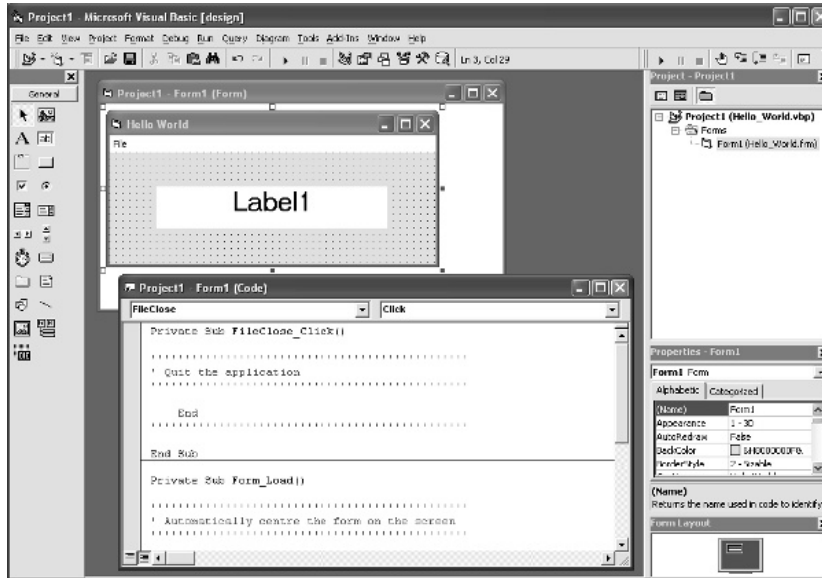 Project1 - Microsoft Visual Basic [design]
File Edit View Project Format Debug Run Query Diagram Tools Add-Ins Window Help
Ln 3, Col 29
General
Project1 - Form1 (Form)
Hello World
File
Label1
Project1 - Form1 (Code)
FileClose Click
Private Sub FileClose_Click()
''''''''''''''''''''''''''''''''''''''''''''''''
' Quit the application
''''''''''''''''''''''''''''''''''''''''''''''''
End
''''''''''''''''''''''''''''''''''''''''''''''''
End Sub
Private Sub Form_Load()
''''''''''''''''''''''''''''''''''''''''''''''''
' Automatically centre the form on the screen
''''''''''''''''''''''''''''''''''''''''''''''''
Project - Project1
Project1 (Hello_World.vbp)
Forms
Form1 (Hello_World.frm)
Properties - Form1
Form1 Form
Alphabetic Categorized
(Name) Form1
Appearance 1 - 3D
AutoRedraw False
BackColor &H8000000F&
BorderStyle 2 - Sizable
(Name)
Returns the name used in code to identify
Form Layout